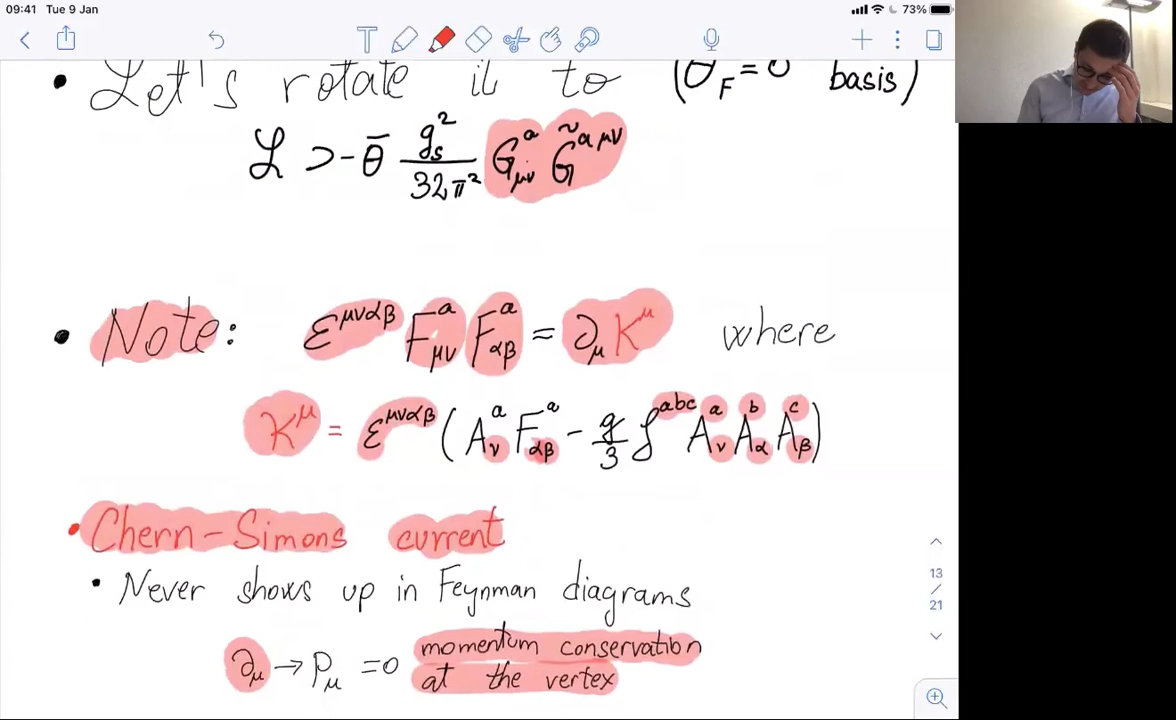 09:41 Tue 9 Jan 73%
• Let's rotate it to (θ_F = 0 basis)
ℒ ⊃ - θ̄ g_s² / 32π² G^a_μν G̃^a μν
• Note: ε^μναβ F^a_μν F^a_αβ = ∂_μ K^μ where
K^μ = ε^μναβ (A^a_ν F^a_αβ - g/3 f^abc A^a_ν A^b_α A^c_β)
• Chern-Simons current
• Never shows up in Feynman diagrams
∂_μ → p_μ = 0 momentum conservation
at the vertex
13
/
21